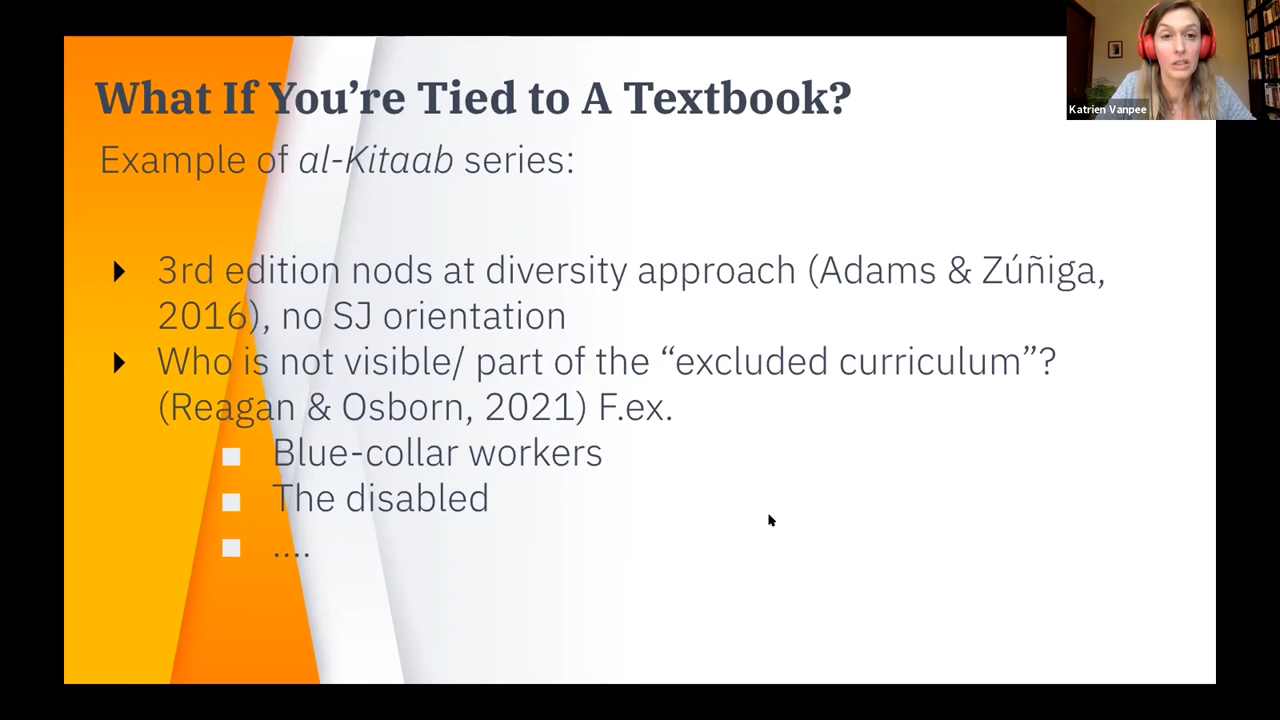 What If You're Tied to A Textbook?
Example of al-Kitaab series:
3rd edition nods at diversity approach (Adams & Zúñiga,
2016), no SJ orientation
Who is not visible/ part of the “excluded curriculum”?
(Reagan & Osborn, 2021) F.ex.
Blue-collar workers
The disabled
....
Katrien Vanpee